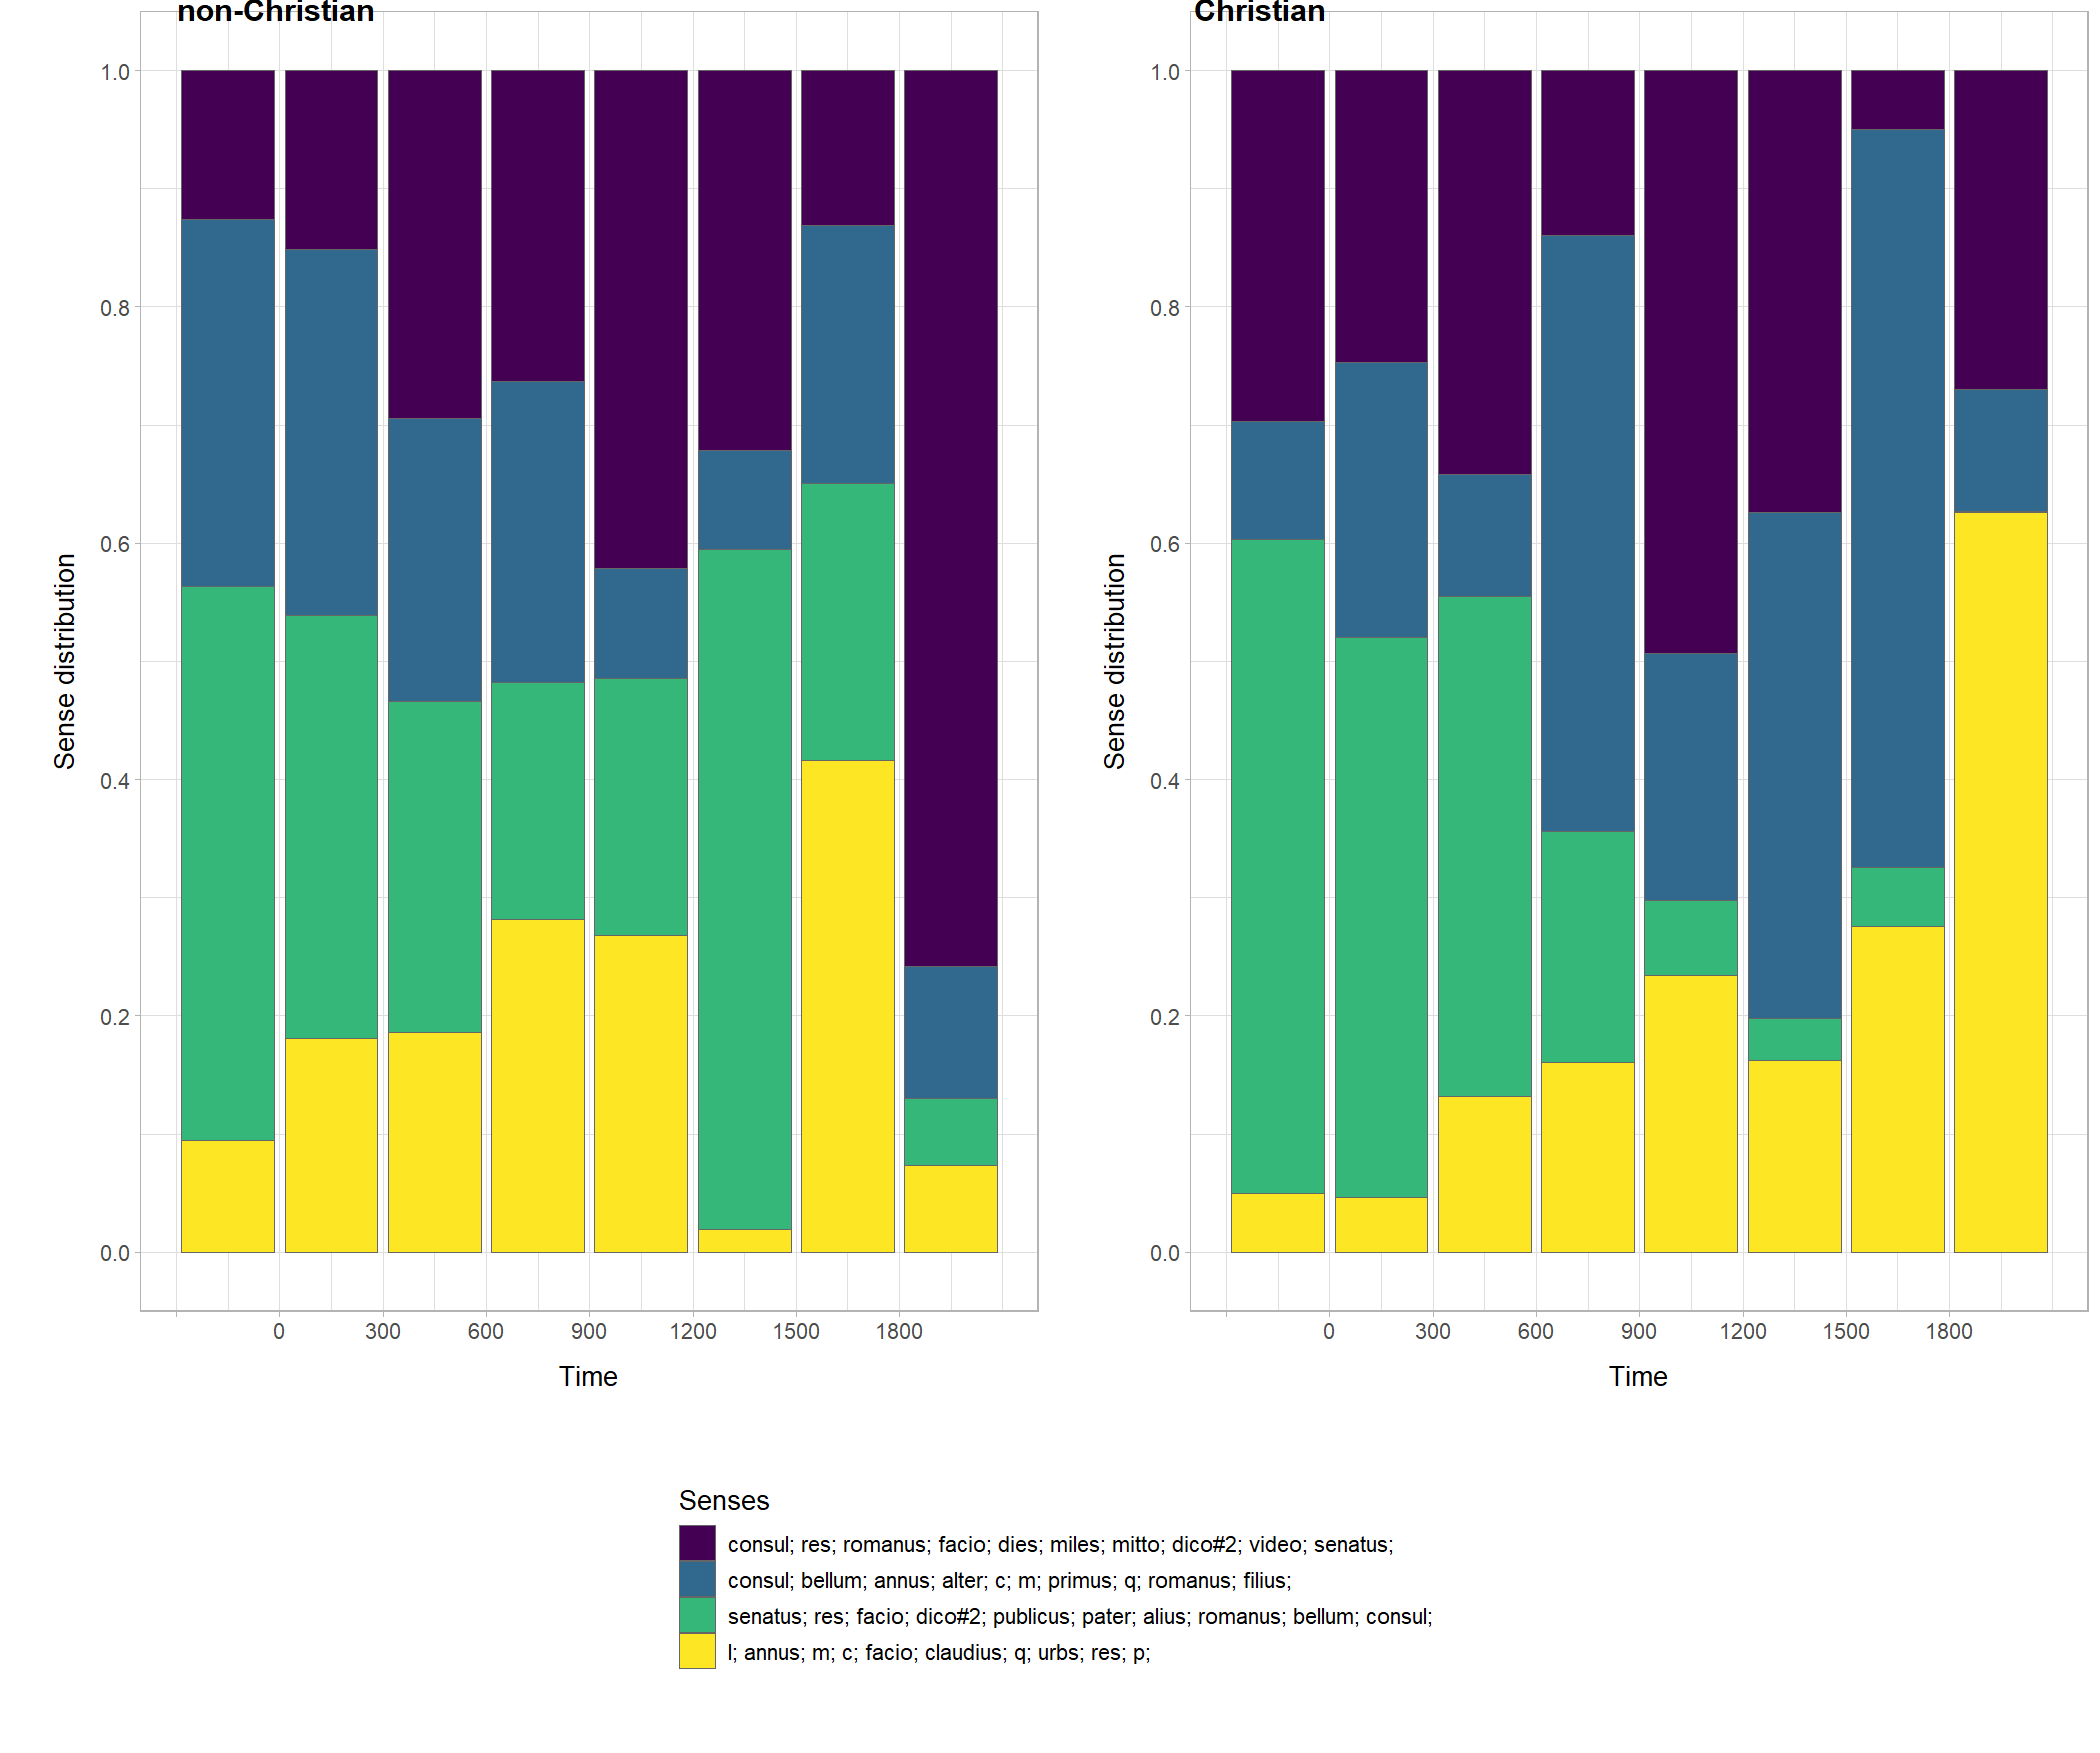 non-Christian
Christian
Sense distribution
1.0
0.8
0.6
0.4
0.2
0.0
0 300 600 900 1200 1500 1800
Time
Sense distribution
1.0
0.8
0.6
0.4
0.2
0.0
0 300 600 900 1200 1500 1800
Time
Senses
consul; res; romanus; facio; dies; miles; mitto; dico#2; video; senatus;
consul; bellum; annus; alter; c; m; primus; q; romanus; filius;
senatus; res; facio; dico#2; publicus; pater; alius; romanus; bellum; consul;
l; annus; m; c; facio; claudius; q; urbs; res; p;